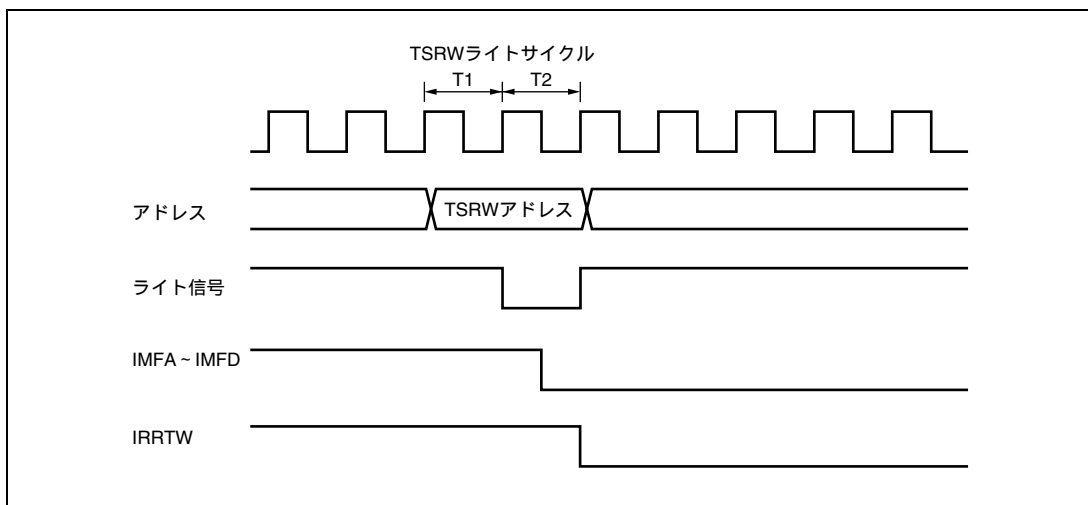 TSRWライトサイクル
T1 T2
アドレス TSRWアドレス
ライト信号
IMFA ~ IMFD
IRRTW